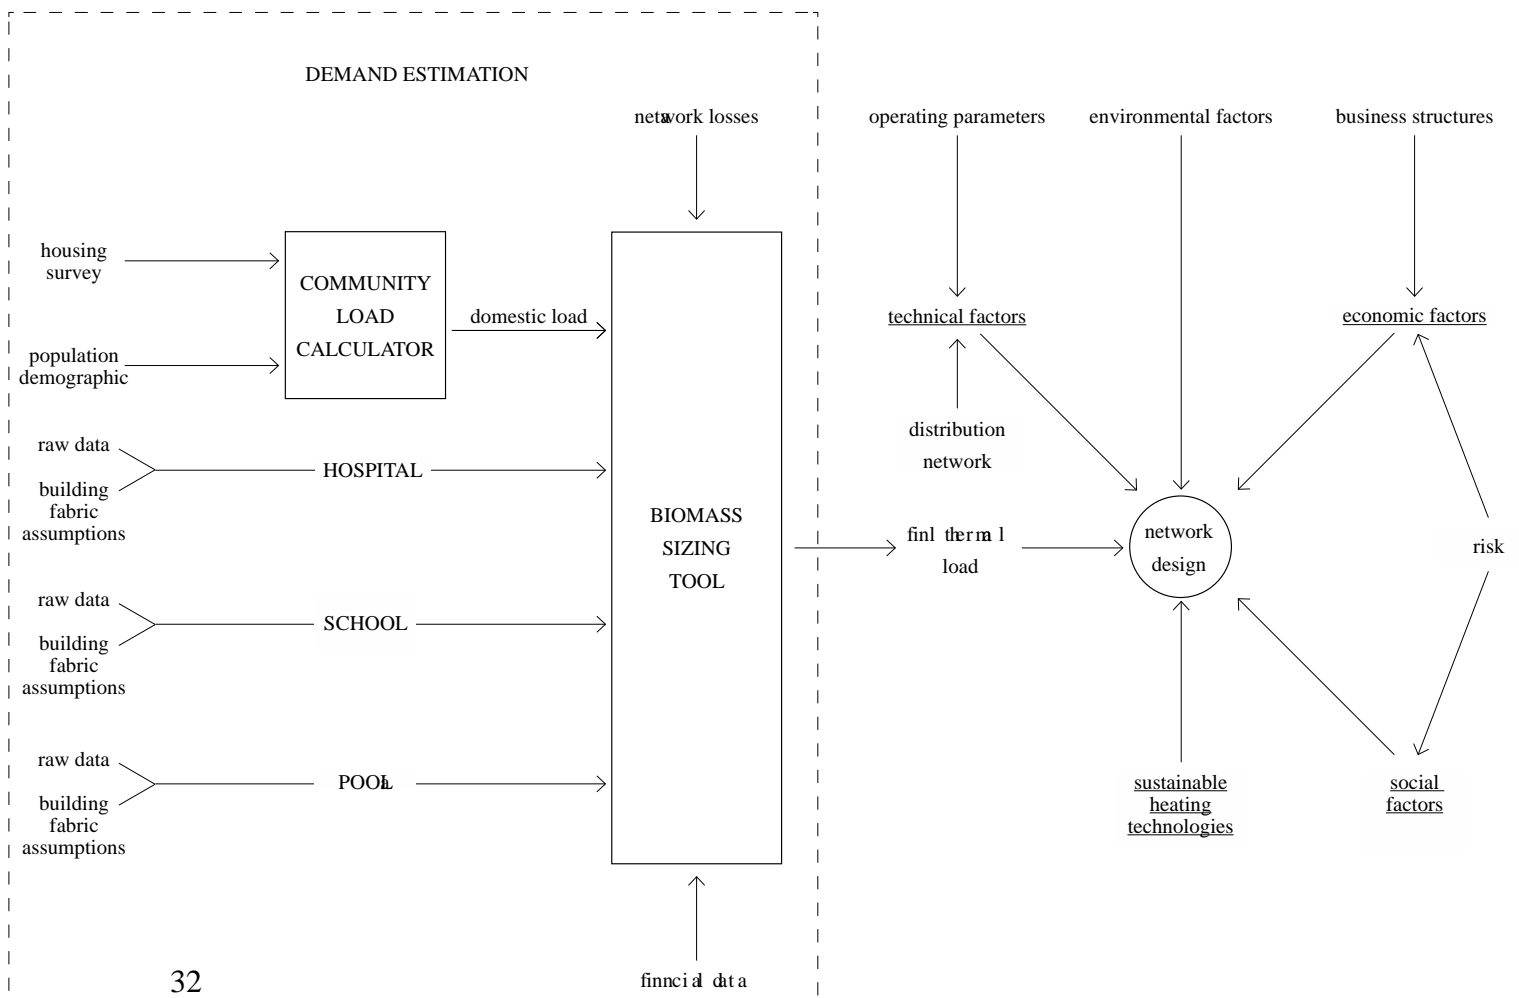 DEMAND ESTIMATION
network losses
operating parameters
environmental factors
business structures
housing
survey
COMMUNITY
LOAD
CALCULATOR
domestic load
technical factors
economic factors
population
demographic
distribution
network
raw data
HOSPITAL
building
fabric
assumptions
BIOMASS
SIZING
TOOL
finl thermal
load
network
design
risk
raw data
SCHOOL
building
fabric
assumptions
raw data
POOL
building
fabric
assumptions
sustainable
heating
technologies
social
factors
32
finncial data